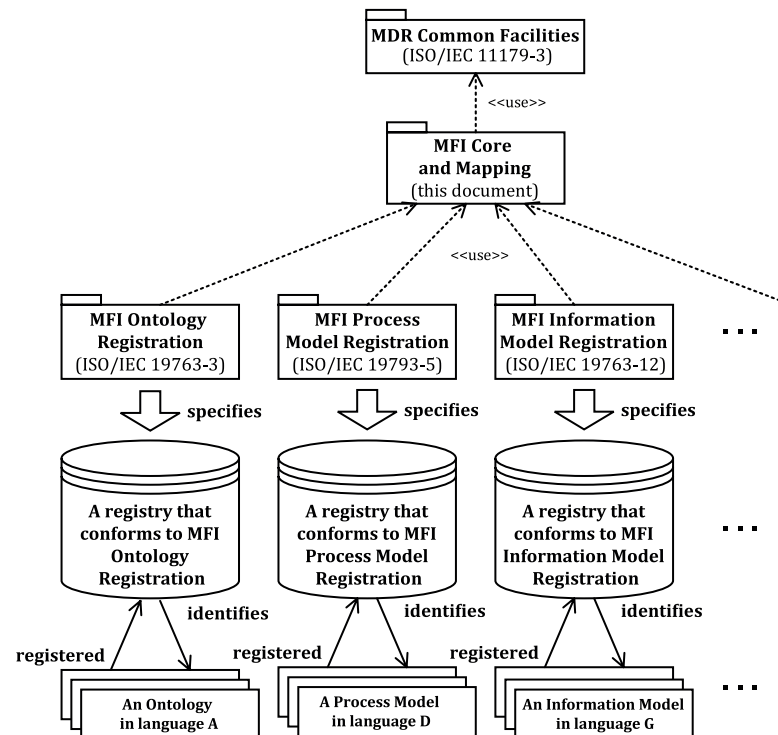 MDR Common Facilities
(ISO/IEC 11179-3)
<<use>>
MFI Core
and Mapping
(this document)
<<use>>
MFI Ontology
Registration
(ISO/IEC 19763-3)
MFI Process
Model Registration
(ISO/IEC 19793-5)
MFI Information
Model Registration
(ISO/IEC 19763-12)
...
specifies
specifies
specifies
A registry that
conforms to MFI
Ontology
Registration
A registry that
conforms to MFI
Process Model
Registration
A registry that
conforms to MFI
Information Model
Registration
...
identifies
identifies
identifies
registered
registered
registered
An Ontology
in language A
A Process Model
in language D
An Information Model
in language G
...